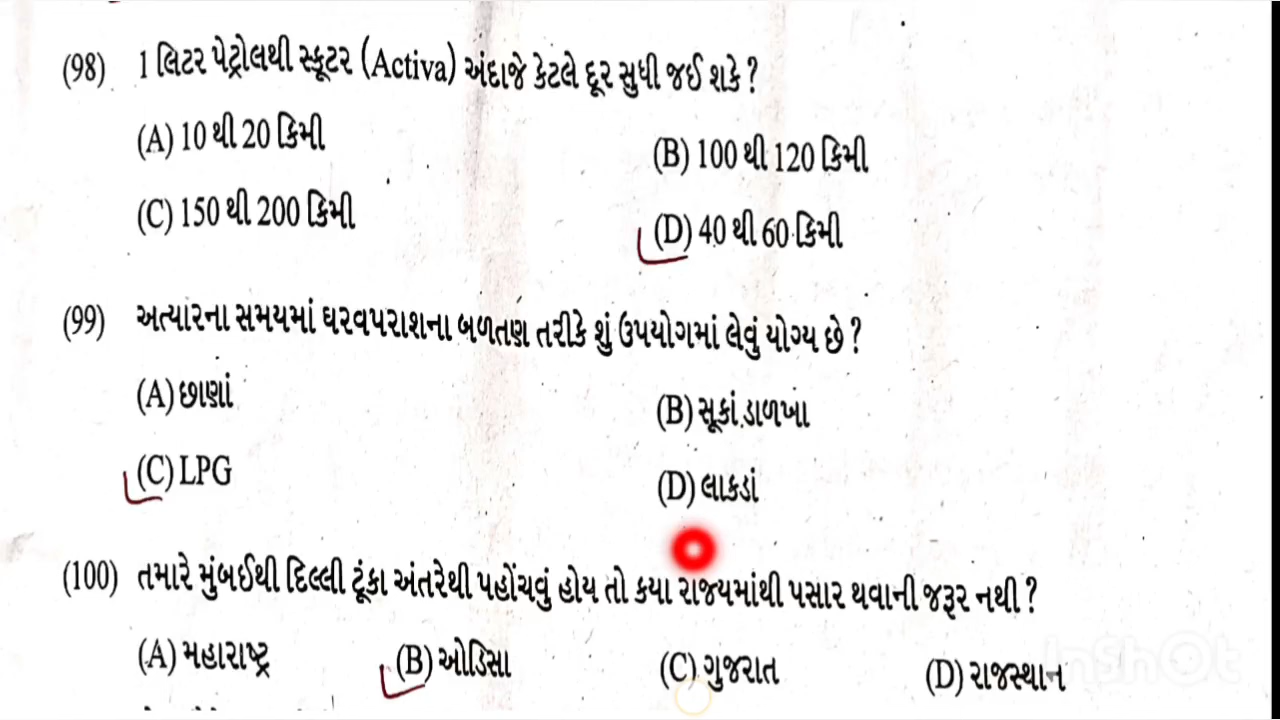 (98) 1 લિટર પેટ્રોલથી સ્કૂટર (Activa) અંદાજે કેટલે દૂર સુધી જઈ શકે ?
(A) 10 થી 20 કિમી
(B) 100 થી 120 કિમી
(C) 150 થી 200 કિમી
(D) 40 થી 60 કિમી
(99) અત્યારના સમયમાં ઘરવપરાશના બળતણ તરીકે શું ઉપયોગમાં લેવું યોગ્ય છે ?
(A) છાણાં
(B) સૂકાં ડાળખા
(C) LPG
(D) લાકડાં
(100) તમારે મુંબઈથી દિલ્લી ટૂંકા અંતરેથી પહોંચવું હોય તો કયા રાજ્યમાંથી પસાર થવાની જરૂર નથી ?
(A) મહારાષ્ટ્ર (B) ઓડિસા (C) ગુજરાત (D) રાજસ્થાન
InShOt